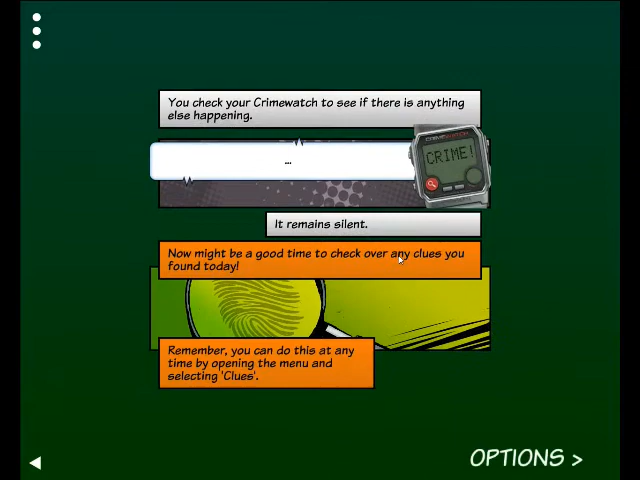 You check your Crimewatch to see if there is anything
else happening.
CRIMEWATCH
CRIME!
...
It remains silent.
Now might be a good time to check over any clues you
found today!
Remember, you can do this at any
time by opening the menu and
selecting 'Clues'.
OPTIONS >